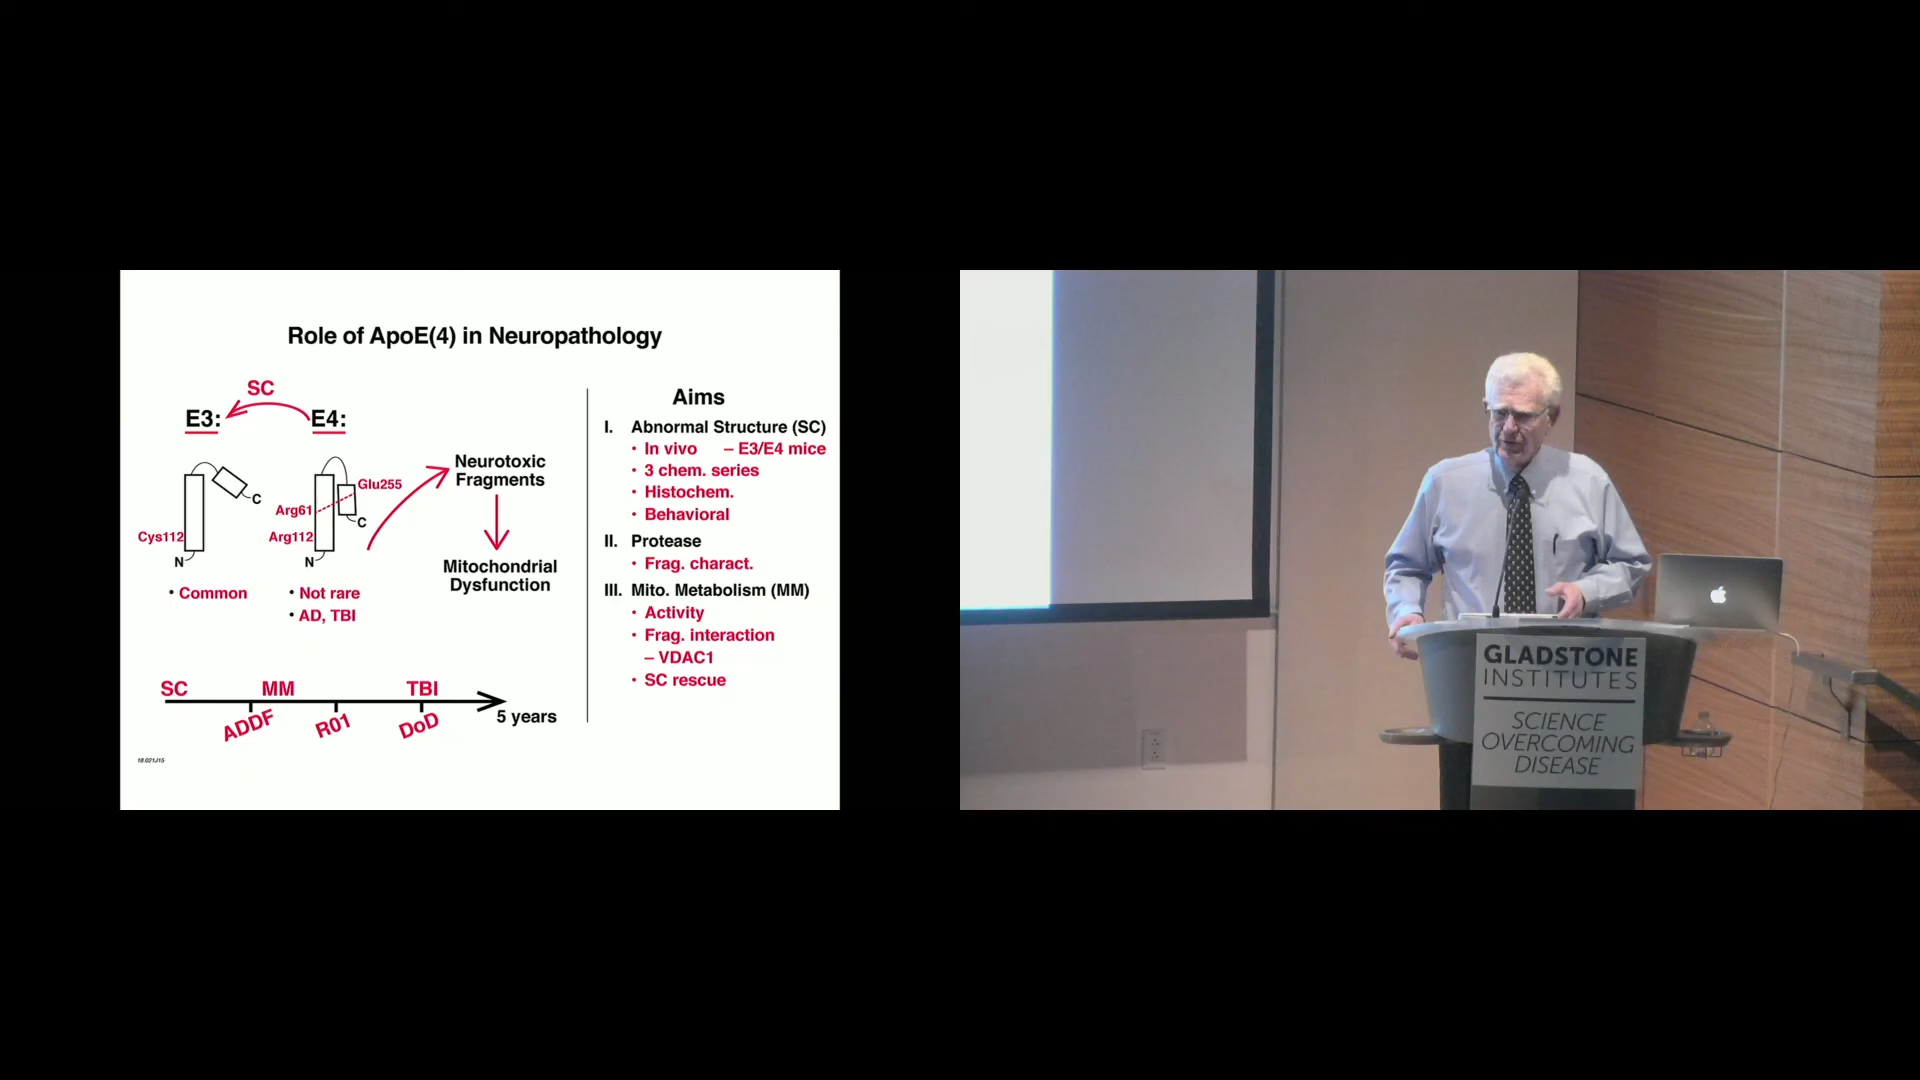 Role of ApoE(4) in Neuropathology
SC
E3:
E4:
Glu255
Arg61
Cys112
Arg112
C
C
N
N
• Common
• Not rare
• AD, TBI
Neurotoxic
Fragments
Mitochondrial
Dysfunction
SC
MM
TBI
ADDF
R01
DoD
5 years
18.021J15
Aims
I. Abnormal Structure (SC)
• In vivo – E3/E4 mice
• 3 chem. series
• Histochem.
• Behavioral
II. Protease
• Frag. charact.
III. Mito. Metabolism (MM)
• Activity
• Frag. interaction
– VDAC1
• SC rescue
GLADSTONE
INSTITUTES
SCIENCE
OVERCOMING
DISEASE